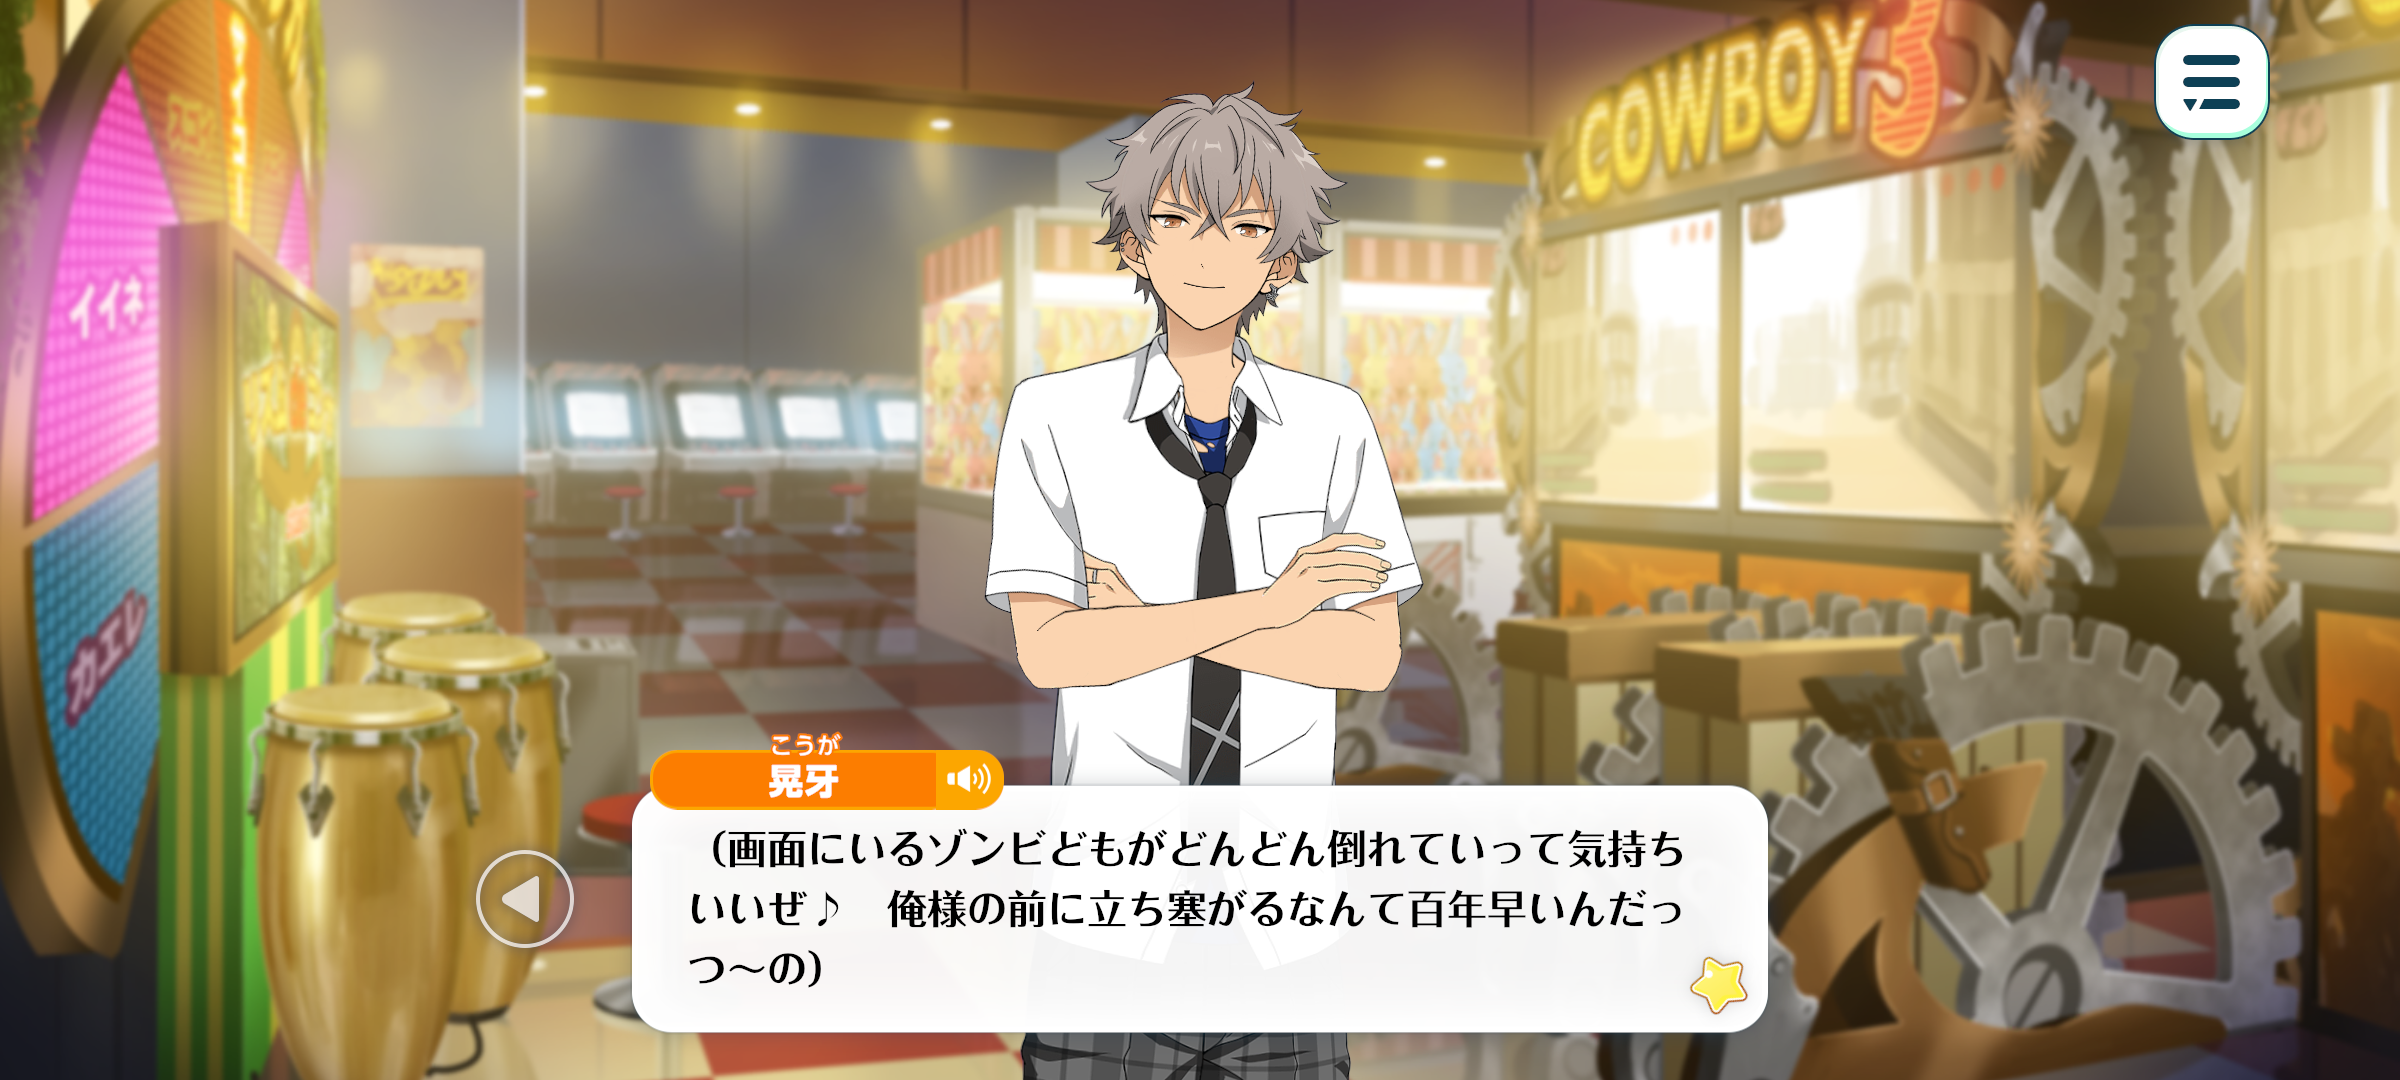 COWBOY 3
イイネ
カエレ
こうが
晃牙
（画面にいるゾンビどもがどんどん倒れていって気持ち
いいぜ♪　俺様の前に立ち塞がるなんて百年早いんだっ
つ〜の）